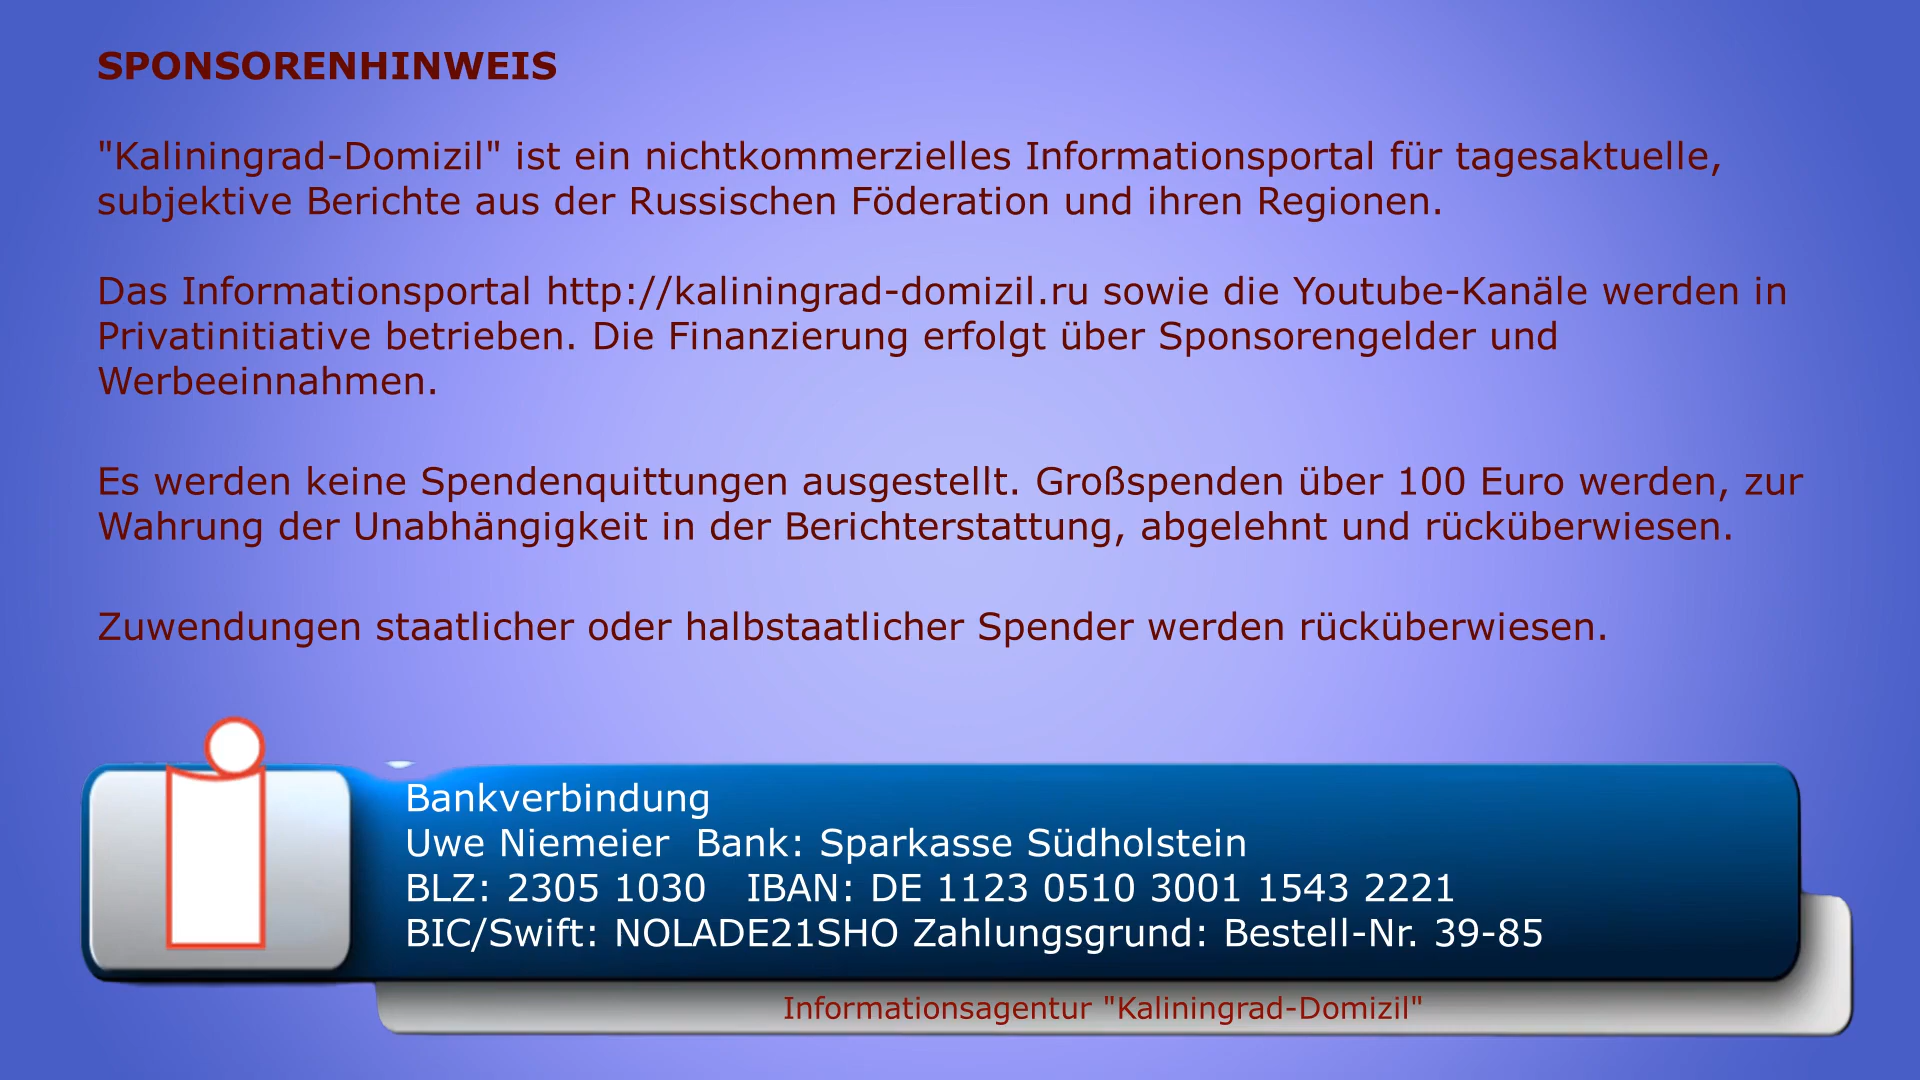 SPONSORENHINWEIS
"Kaliningrad-Domizil" ist ein nichtkommerzielles Informationsportal für tagesaktuelle,
subjektive Berichte aus der Russischen Föderation und ihren Regionen.
Das Informationsportal http://kaliningrad-domizil.ru sowie die Youtube-Kanäle werden in
Privatinitiative betrieben. Die Finanzierung erfolgt über Sponsorengelder und
Werbeeinnahmen.
Es werden keine Spendenquittungen ausgestellt. Großspenden über 100 Euro werden, zur
Wahrung der Unabhängigkeit in der Berichterstattung, abgelehnt und rücküberwiesen.
Zuwendungen staatlicher oder halbstaatlicher Spender werden rücküberwiesen.
Bankverbindung
Uwe Niemeier  Bank: Sparkasse Südholstein
BLZ: 2305 1030   IBAN: DE 1123 0510 3001 1543 2221
BIC/Swift: NOLADE21SHO Zahlungsgrund: Bestell-Nr. 39-85
Informationsagentur "Kaliningrad-Domizil"